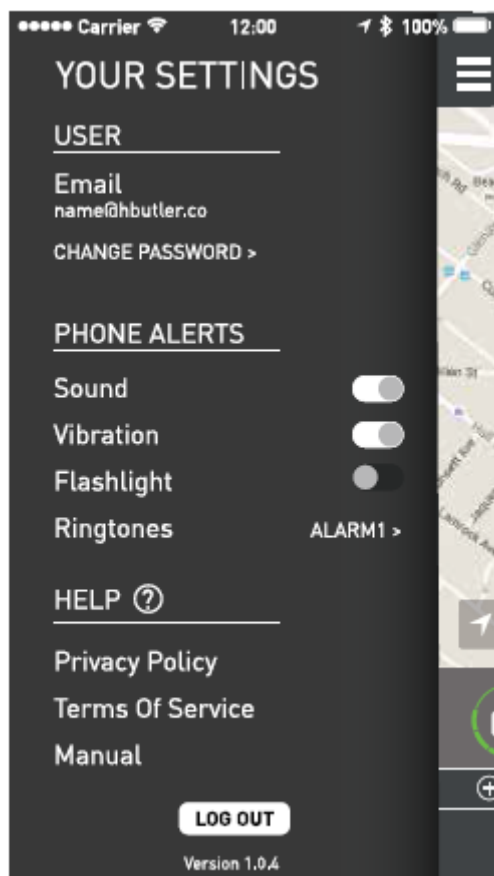 Carrier 12:00 100%
YOUR SETTINGS
USER
Email
name@hbutler.co
CHANGE PASSWORD >
PHONE ALERTS
Sound
Vibration
Flashlight
Ringtones ALARM1 >
HELP ?
Privacy Policy
Terms Of Service
Manual
LOG OUT
Version 1.0.4